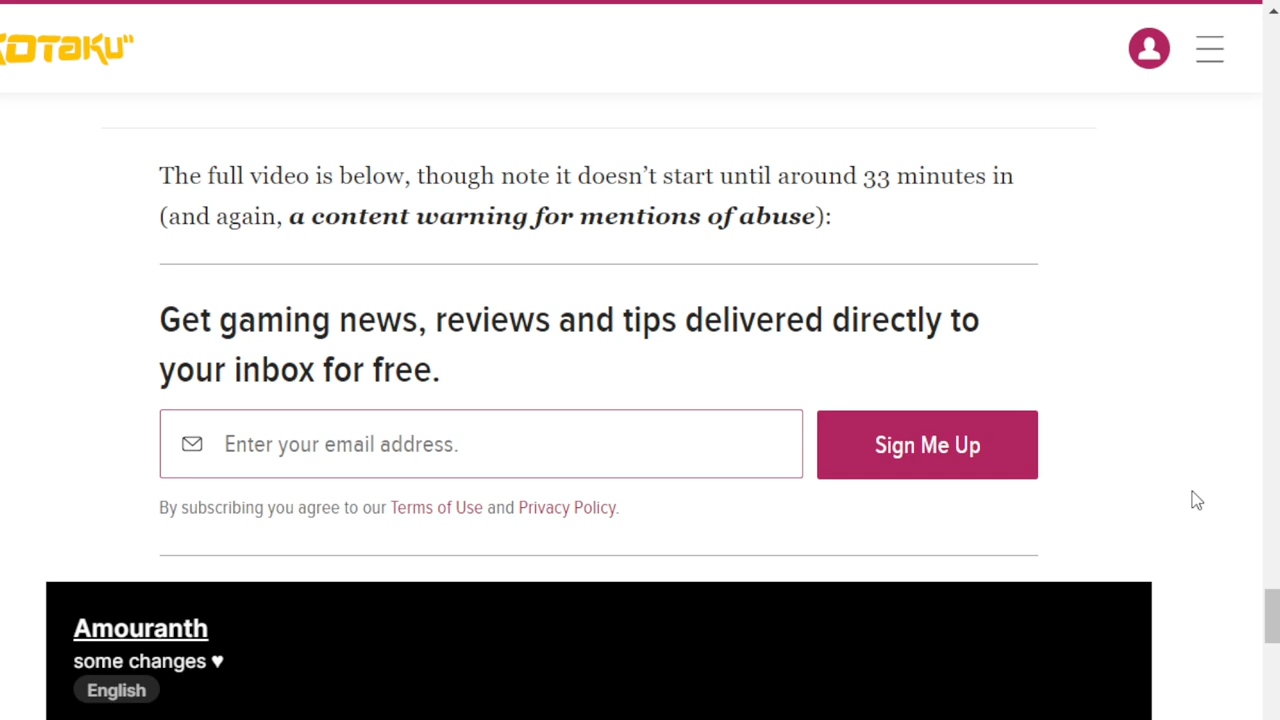 KOTAKU
The full video is below, though note it doesn’t start until around 33 minutes in
(and again, a content warning for mentions of abuse):
Get gaming news, reviews and tips delivered directly to
your inbox for free.
Enter your email address.
Sign Me Up
By subscribing you agree to our Terms of Use and Privacy Policy.
Amouranth
some changes ♥
English